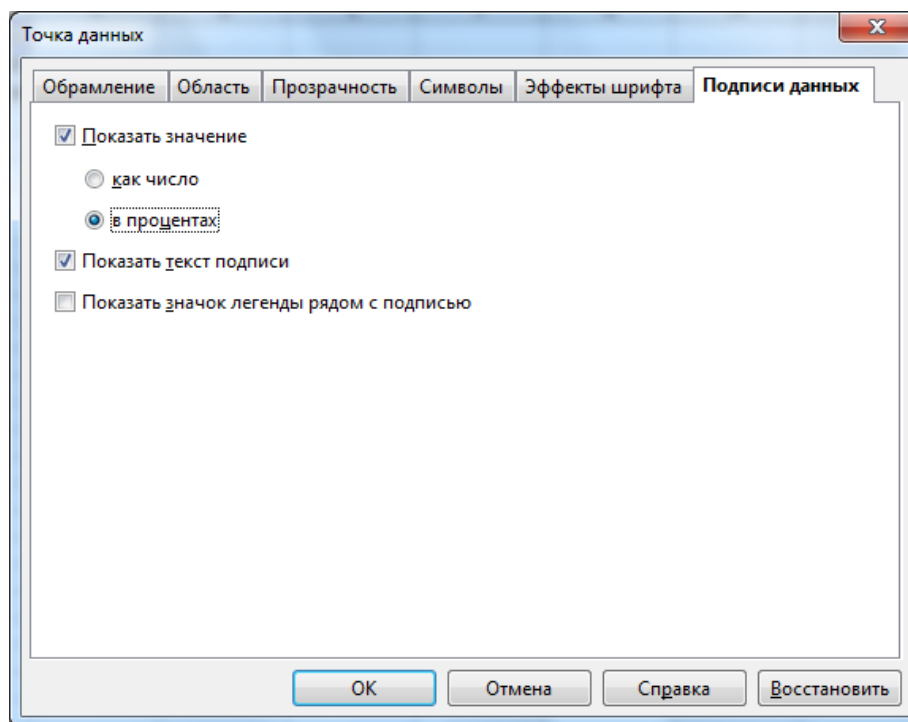 Точка данных
Обрамление Область Прозрачность Символы Эффекты шрифта Подписи данных
Показать значение
как число
в процентах
Показать текст подписи
Показать значок легенды рядом с подписью
ОК Отмена Справка Восстановить